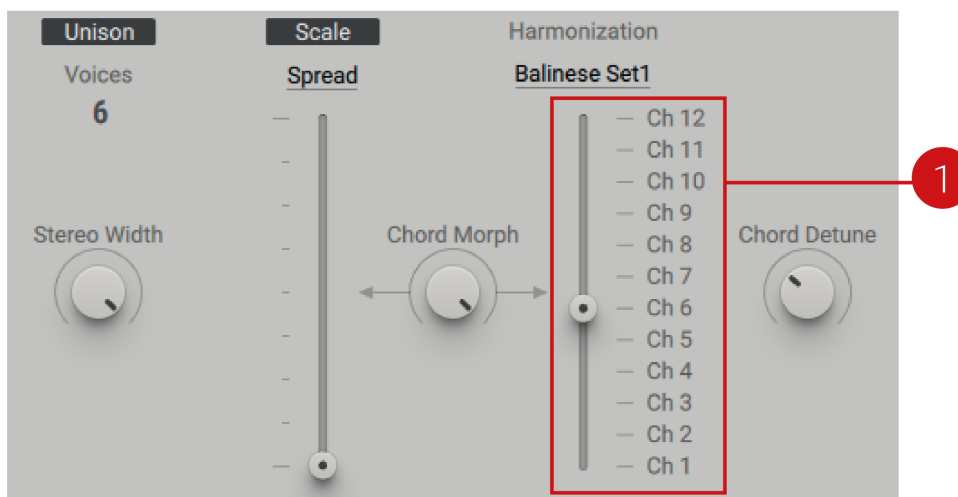 Unison
Scale
Harmonization
Voices
Spread
Balinese Set1
6
Ch 12
Ch 11
Ch 10
1
Ch 9
Stereo Width
Chord Morph
Ch 8
Chord Detune
Ch 7
Ch 6
Ch 5
Ch 4
Ch 3
Ch 2
Ch 1